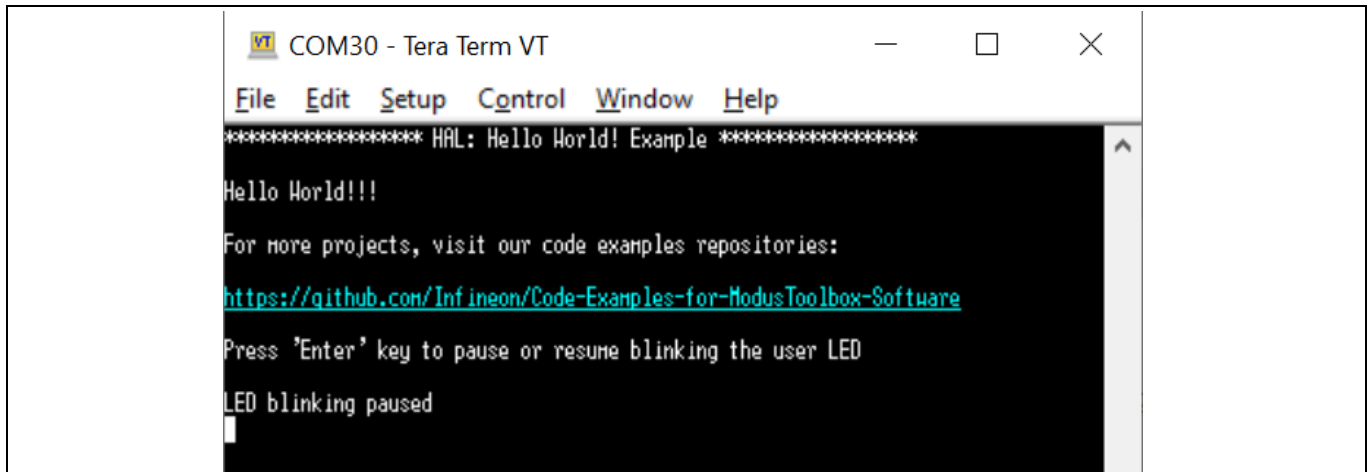 COM30 - Tera Term VT
File Edit Setup Control Window Help
****************** HAL: Hello World! Example ******************
Hello World!!!
For more projects, visit our code examples repositories:
https://github.com/Infineon/Code-Examples-for-ModusToolbox-Software
Press 'Enter' key to pause or resume blinking the user LED
LED blinking paused